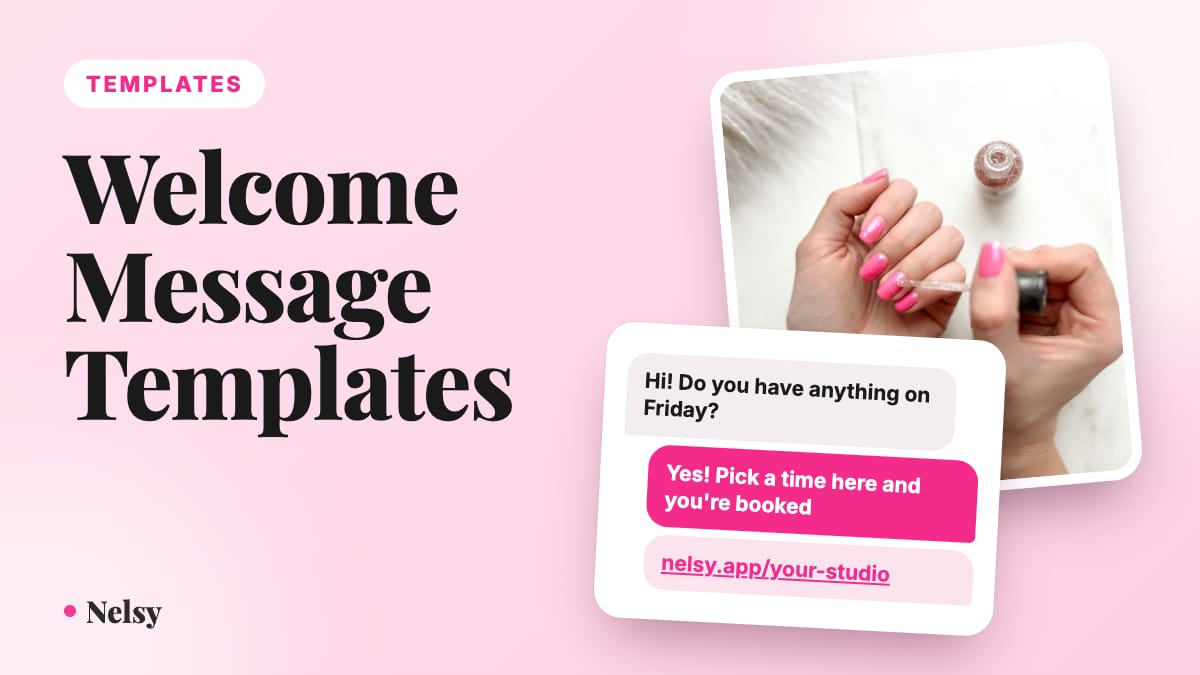 TEMPLATES
Welcome
Message
Templates
Hi! Do you have anything on
Friday?
Yes! Pick a time here and
you're booked
nelsy.app/your-studio
Nelsy